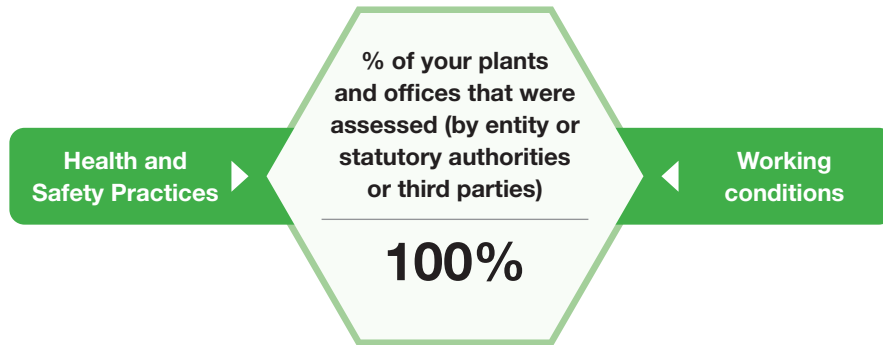 Health and
Safety Practices
% of your plants
and offices that were
assessed (by entity or
statutory authorities
or third parties)
100%
Working
conditions